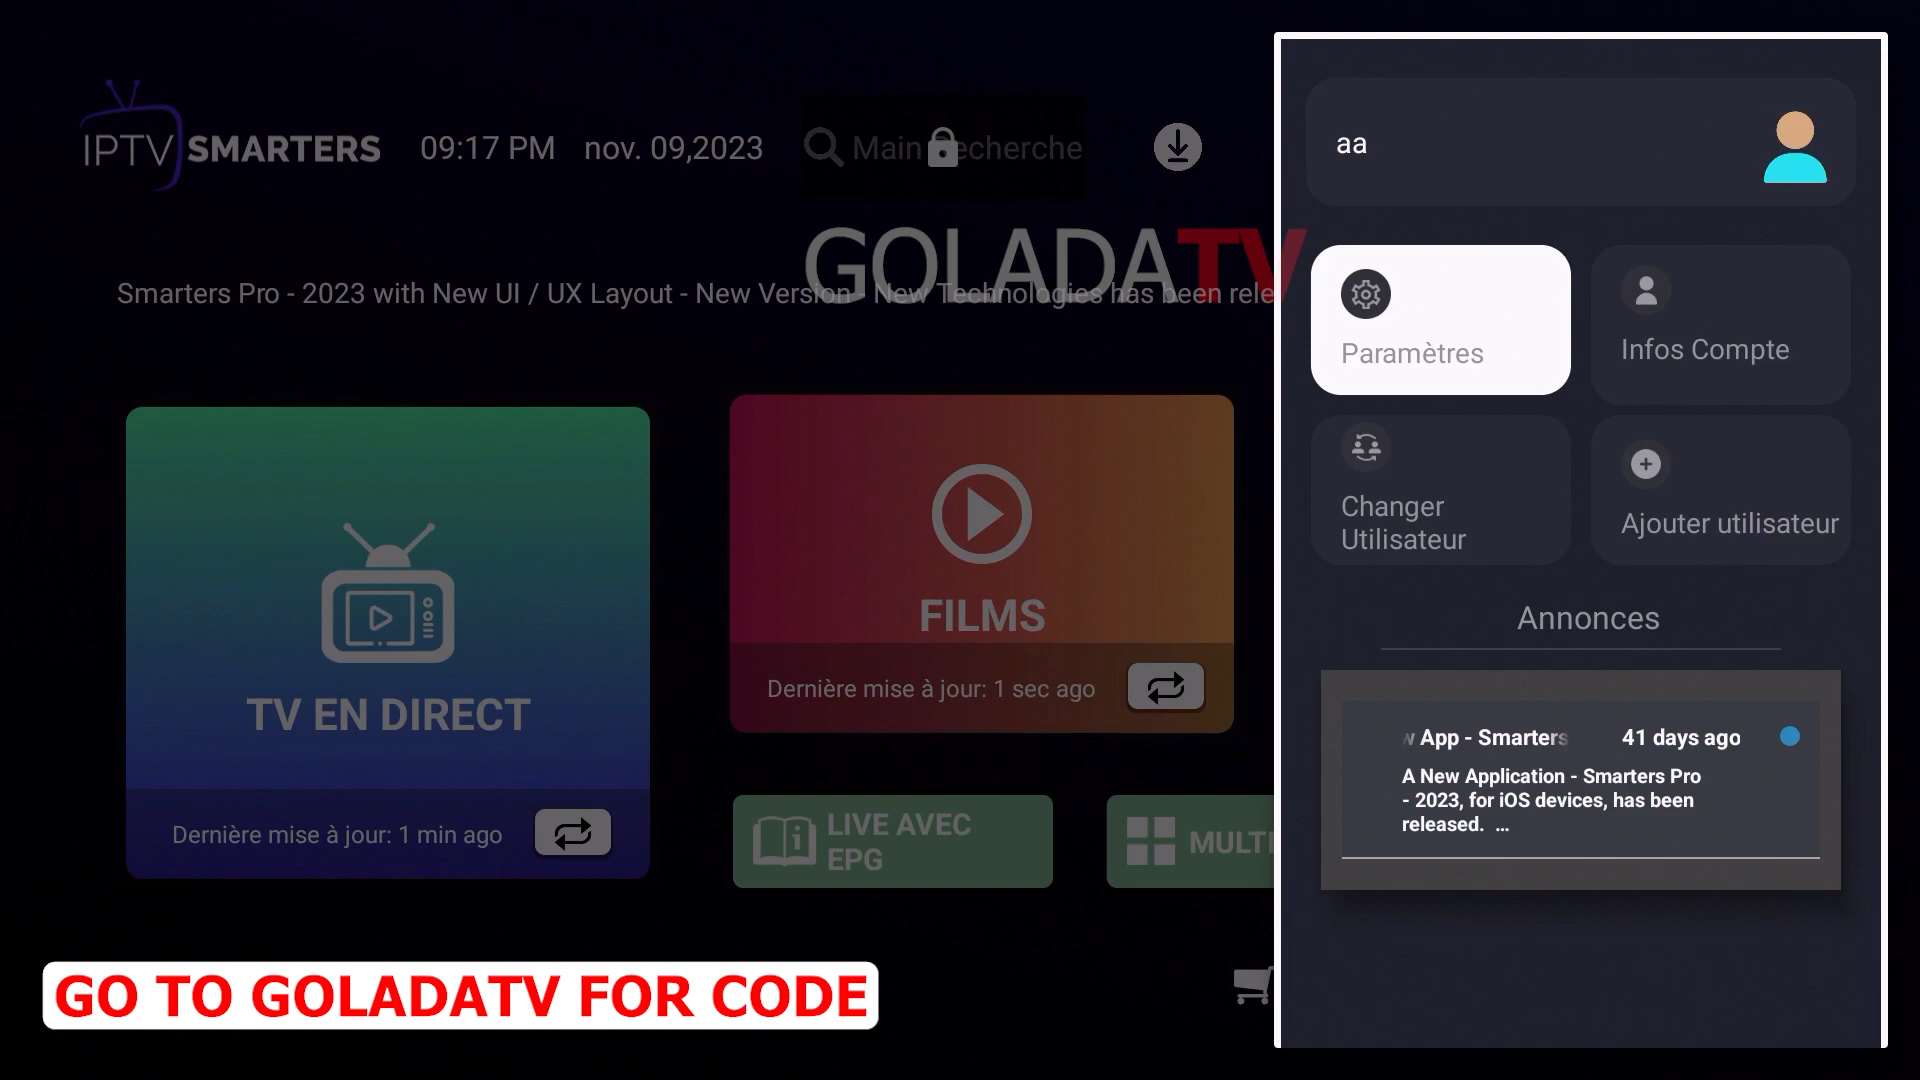 IPTV SMARTERS
09:17 PM nov. 09,2023
Main echerche
GOLADATV
Smarters Pro - 2023 with New UI / UX Layout - New Version - New Technologies has been rele
TV EN DIRECT
Dernière mise à jour: 1 min ago
FILMS
Dernière mise à jour: 1 sec ago
LIVE AVEC
EPG
MULTI
GO TO GOLADATV FOR CODE
aa
Paramètres
Infos Compte
Changer
Utilisateur
Ajouter utilisateur
Annonces
w App - Smarters 41 days ago
A New Application - Smarters Pro
- 2023, for iOS devices, has been
released. ...